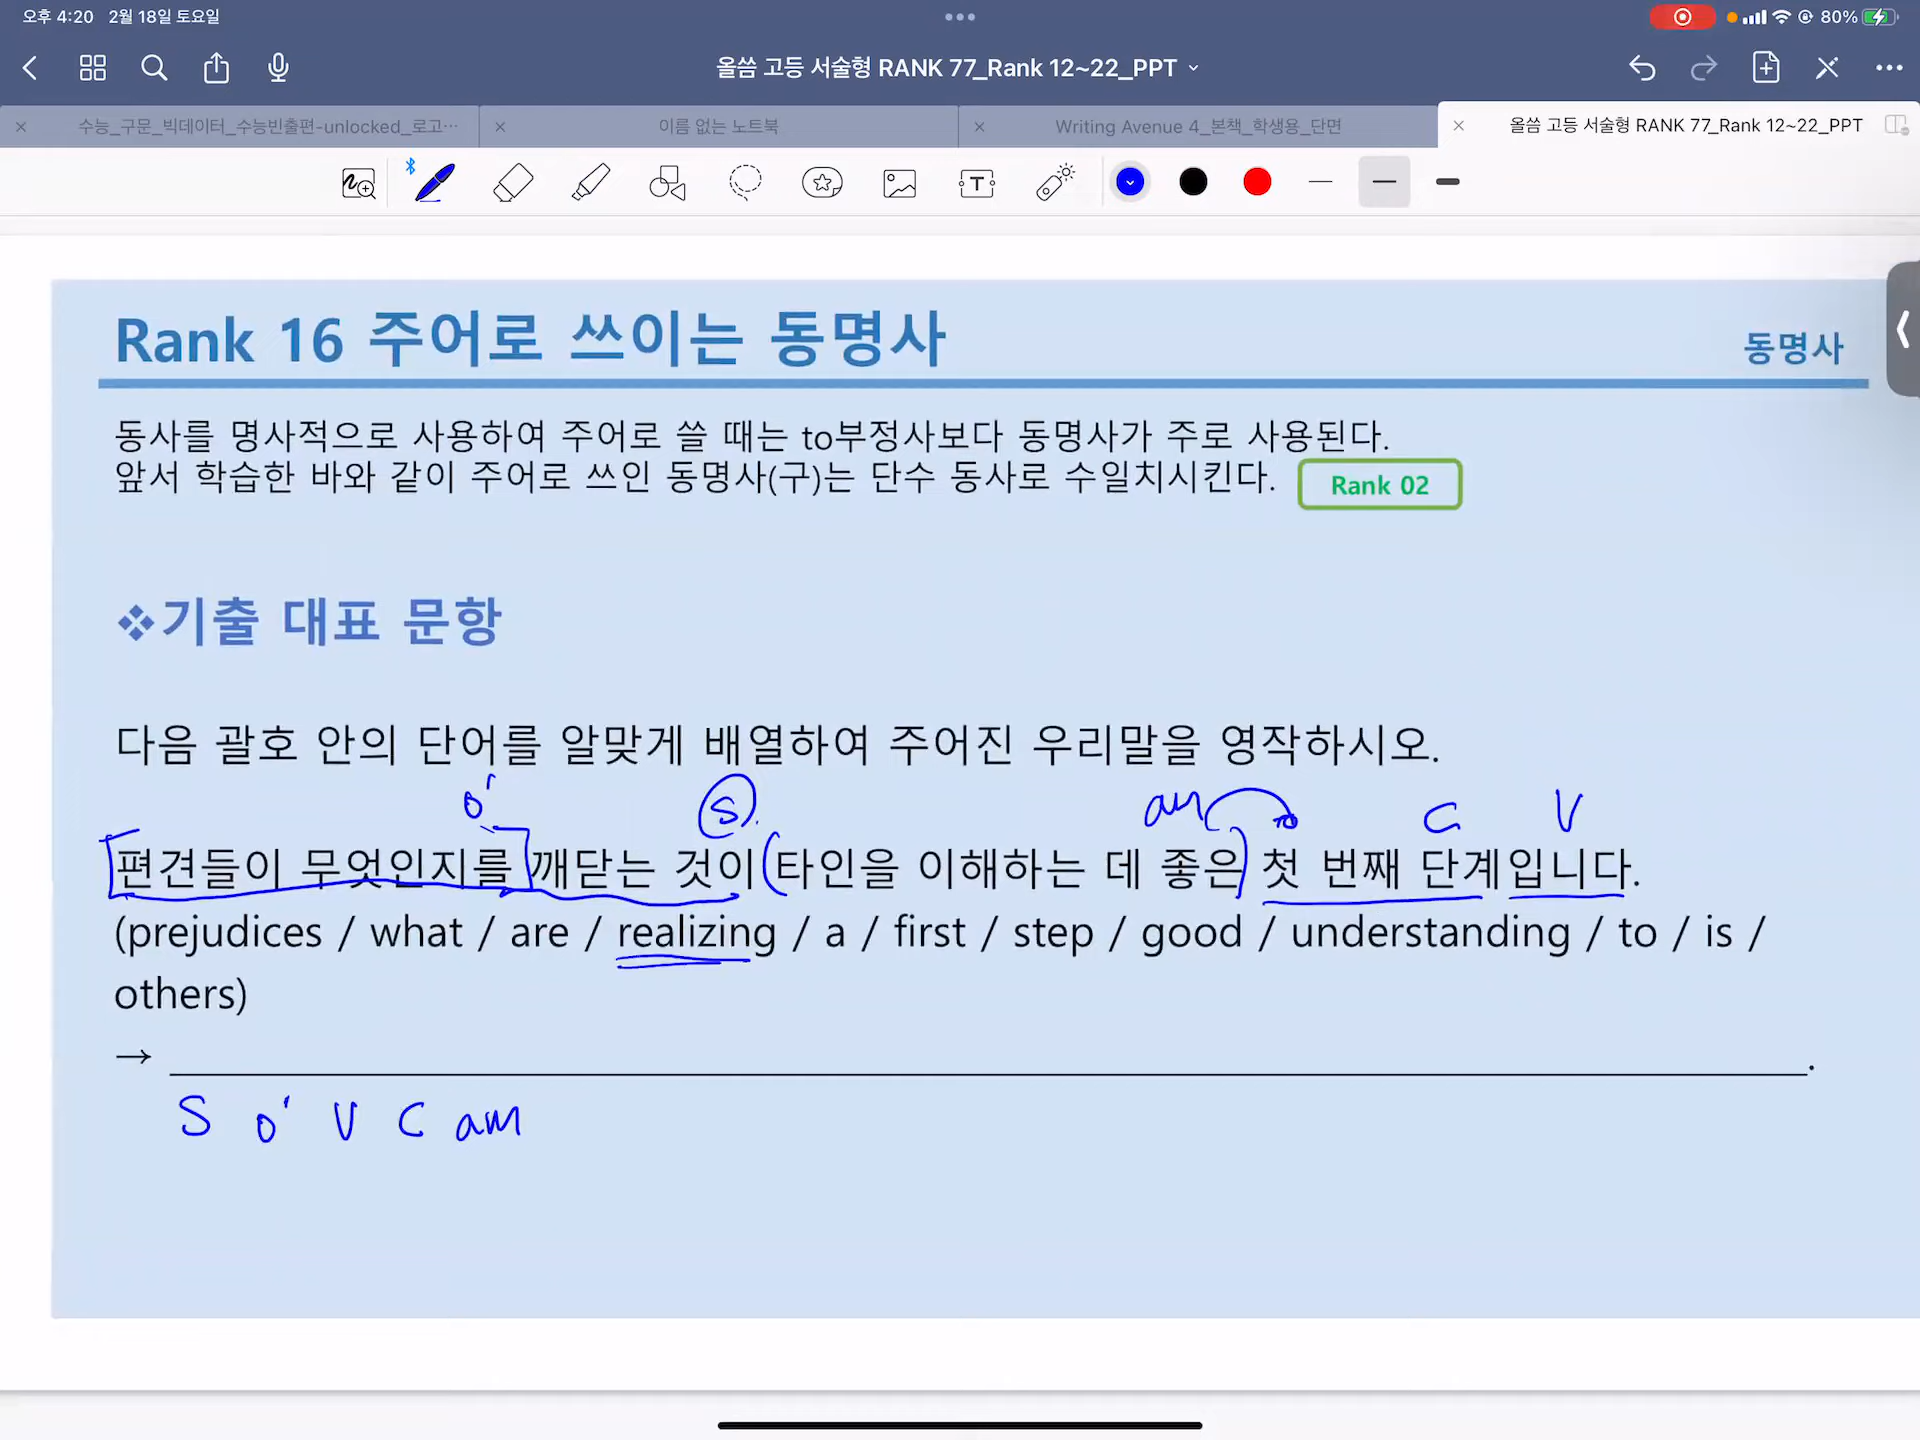 오후 4:20 2월 18일 토요일
80%
올씀 고등 서술형 RANK 77_Rank 12~22_PPT
수능_구문_빅데이터_수능빈출편-unlocked_로고…
이름 없는 노트북
Writing Avenue 4_본책_학생용_단면
올씀 고등 서술형 RANK 77_Rank 12~22_PPT
Rank 16 주어로 쓰이는 동명사
동명사
동사를 명사적으로 사용하여 주어로 쓸 때는 to부정사보다 동명사가 주로 사용된다.
앞서 학습한 바와 같이 주어로 쓰인 동명사(구)는 단수 동사로 수일치시킨다. Rank 02
❖기출 대표 문항
다음 괄호 안의 단어를 알맞게 배열하여 주어진 우리말을 영작하시오.
o' S am C V
편견들이 무엇인지를 깨닫는 것이 (타인을 이해하는 데 좋은) 첫 번째 단계입니다.
(prejudices / what / are / realizing / a / first / step / good / understanding / to / is /
others)
→ .
S o' V C am